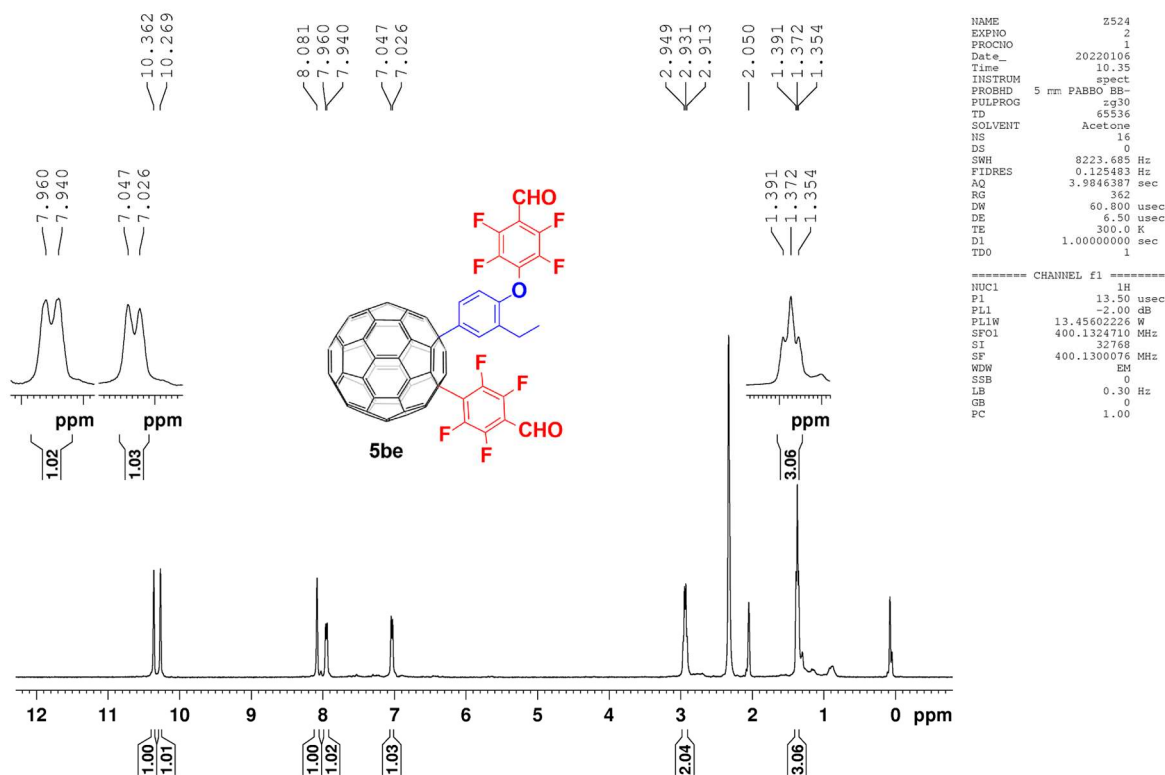 10.362
10.269
8.081
7.960
7.940
7.047
7.026
2.949
2.931
2.913
2.050
1.391
1.372
1.354
NAME Z524
EXPNO 2
PROCNO 1
Date_ 20220106
Time 10.35
INSTRUM spect
PROBHD 5 mm PABBO BB-
PULPROG zg30
TD 65536
SOLVENT Acetone
NS 16
DS 0
SWH 8223.685 Hz
FIDRES 0.125483 Hz
AQ 3.9846387 sec
RG 362
DW 60.800 usec
DE 6.50 usec
TE 300.0 K
D1 1.00000000 sec
TD0 1
======== CHANNEL f1 ========
NUC1 1H
P1 13.50 usec
PL1 -2.00 dB
PL1W 13.45602226 W
SFO1 400.1324710 MHz
SI 32768
SF 400.1300076 MHz
WDW EM
SSB 0
LB 0.30 Hz
GB 0
PC 1.00
7.960
7.940
7.047
7.026
1.391
1.372
1.354
CHO
F F
F F
O
F F
F F
CHO
5be
ppm ppm ppm
1.02 1.03 3.06
12 11 10 9 8 7 6 5 4 3 2 1 0 ppm
1.00 1.01 1.00 1.02 1.03 2.04 3.06